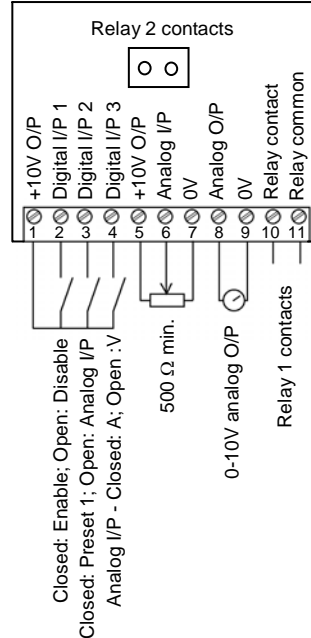 Relay 2 contacts
+10V O/P
Digital I/P 1
Digital I/P 2
Digital I/P 3
+10V O/P
Analog I/P
0V
Analog O/P
0V
Relay contact
Relay common
1 2 3 4 5 6 7 8 9 10 11
Closed: Enable; Open: Disable
Closed: Preset 1; Open: Analog I/P
Analog I/P - Closed: A; Open :V
500 Ω min.
0-10V analog O/P
Relay 1 contacts